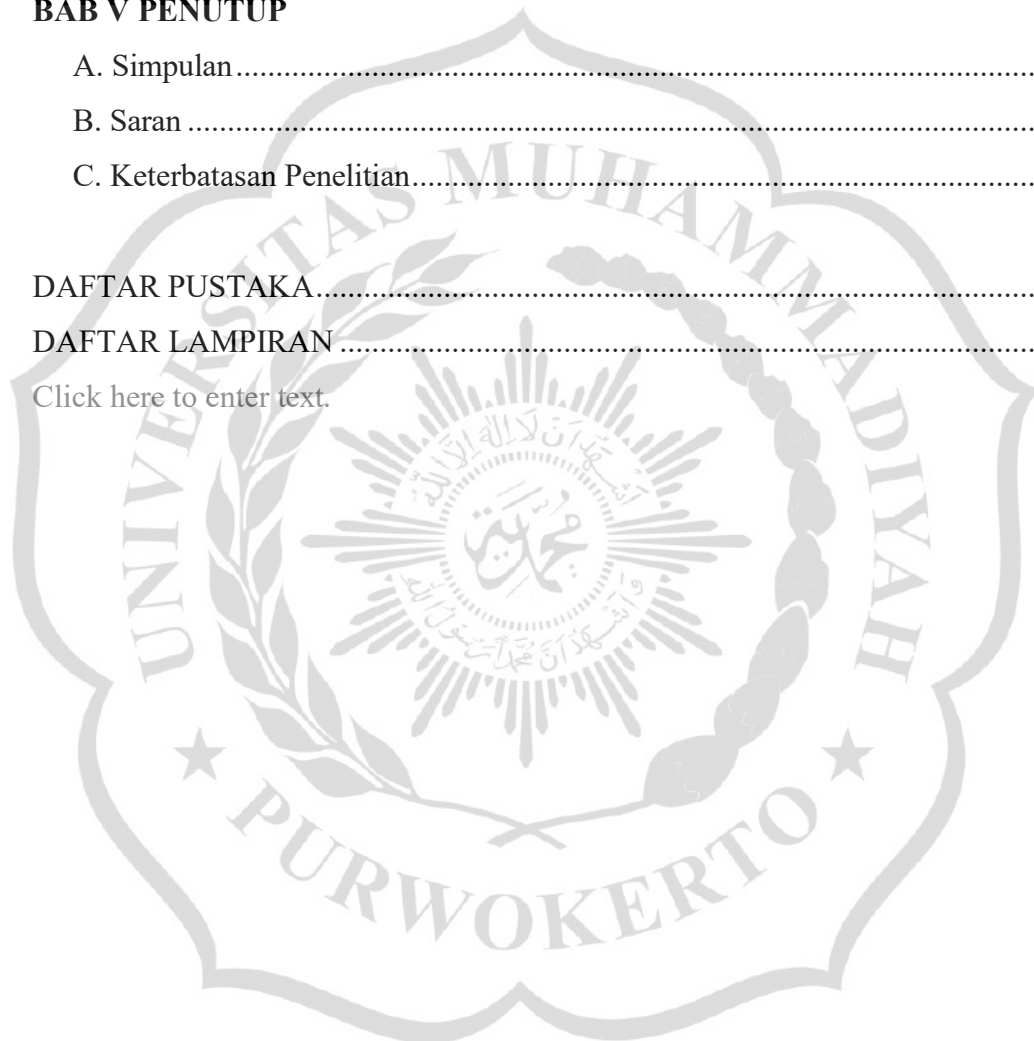 BAB V PENUTUP
A. Simpulan
B. Saran
C. Keterbatasan Penelitian
DAFTAR PUSTAKA
DAFTAR LAMPIRAN
Click here to enter text.
UNIVERSITAS MUHAMMADIYAH
PURWOKERTO